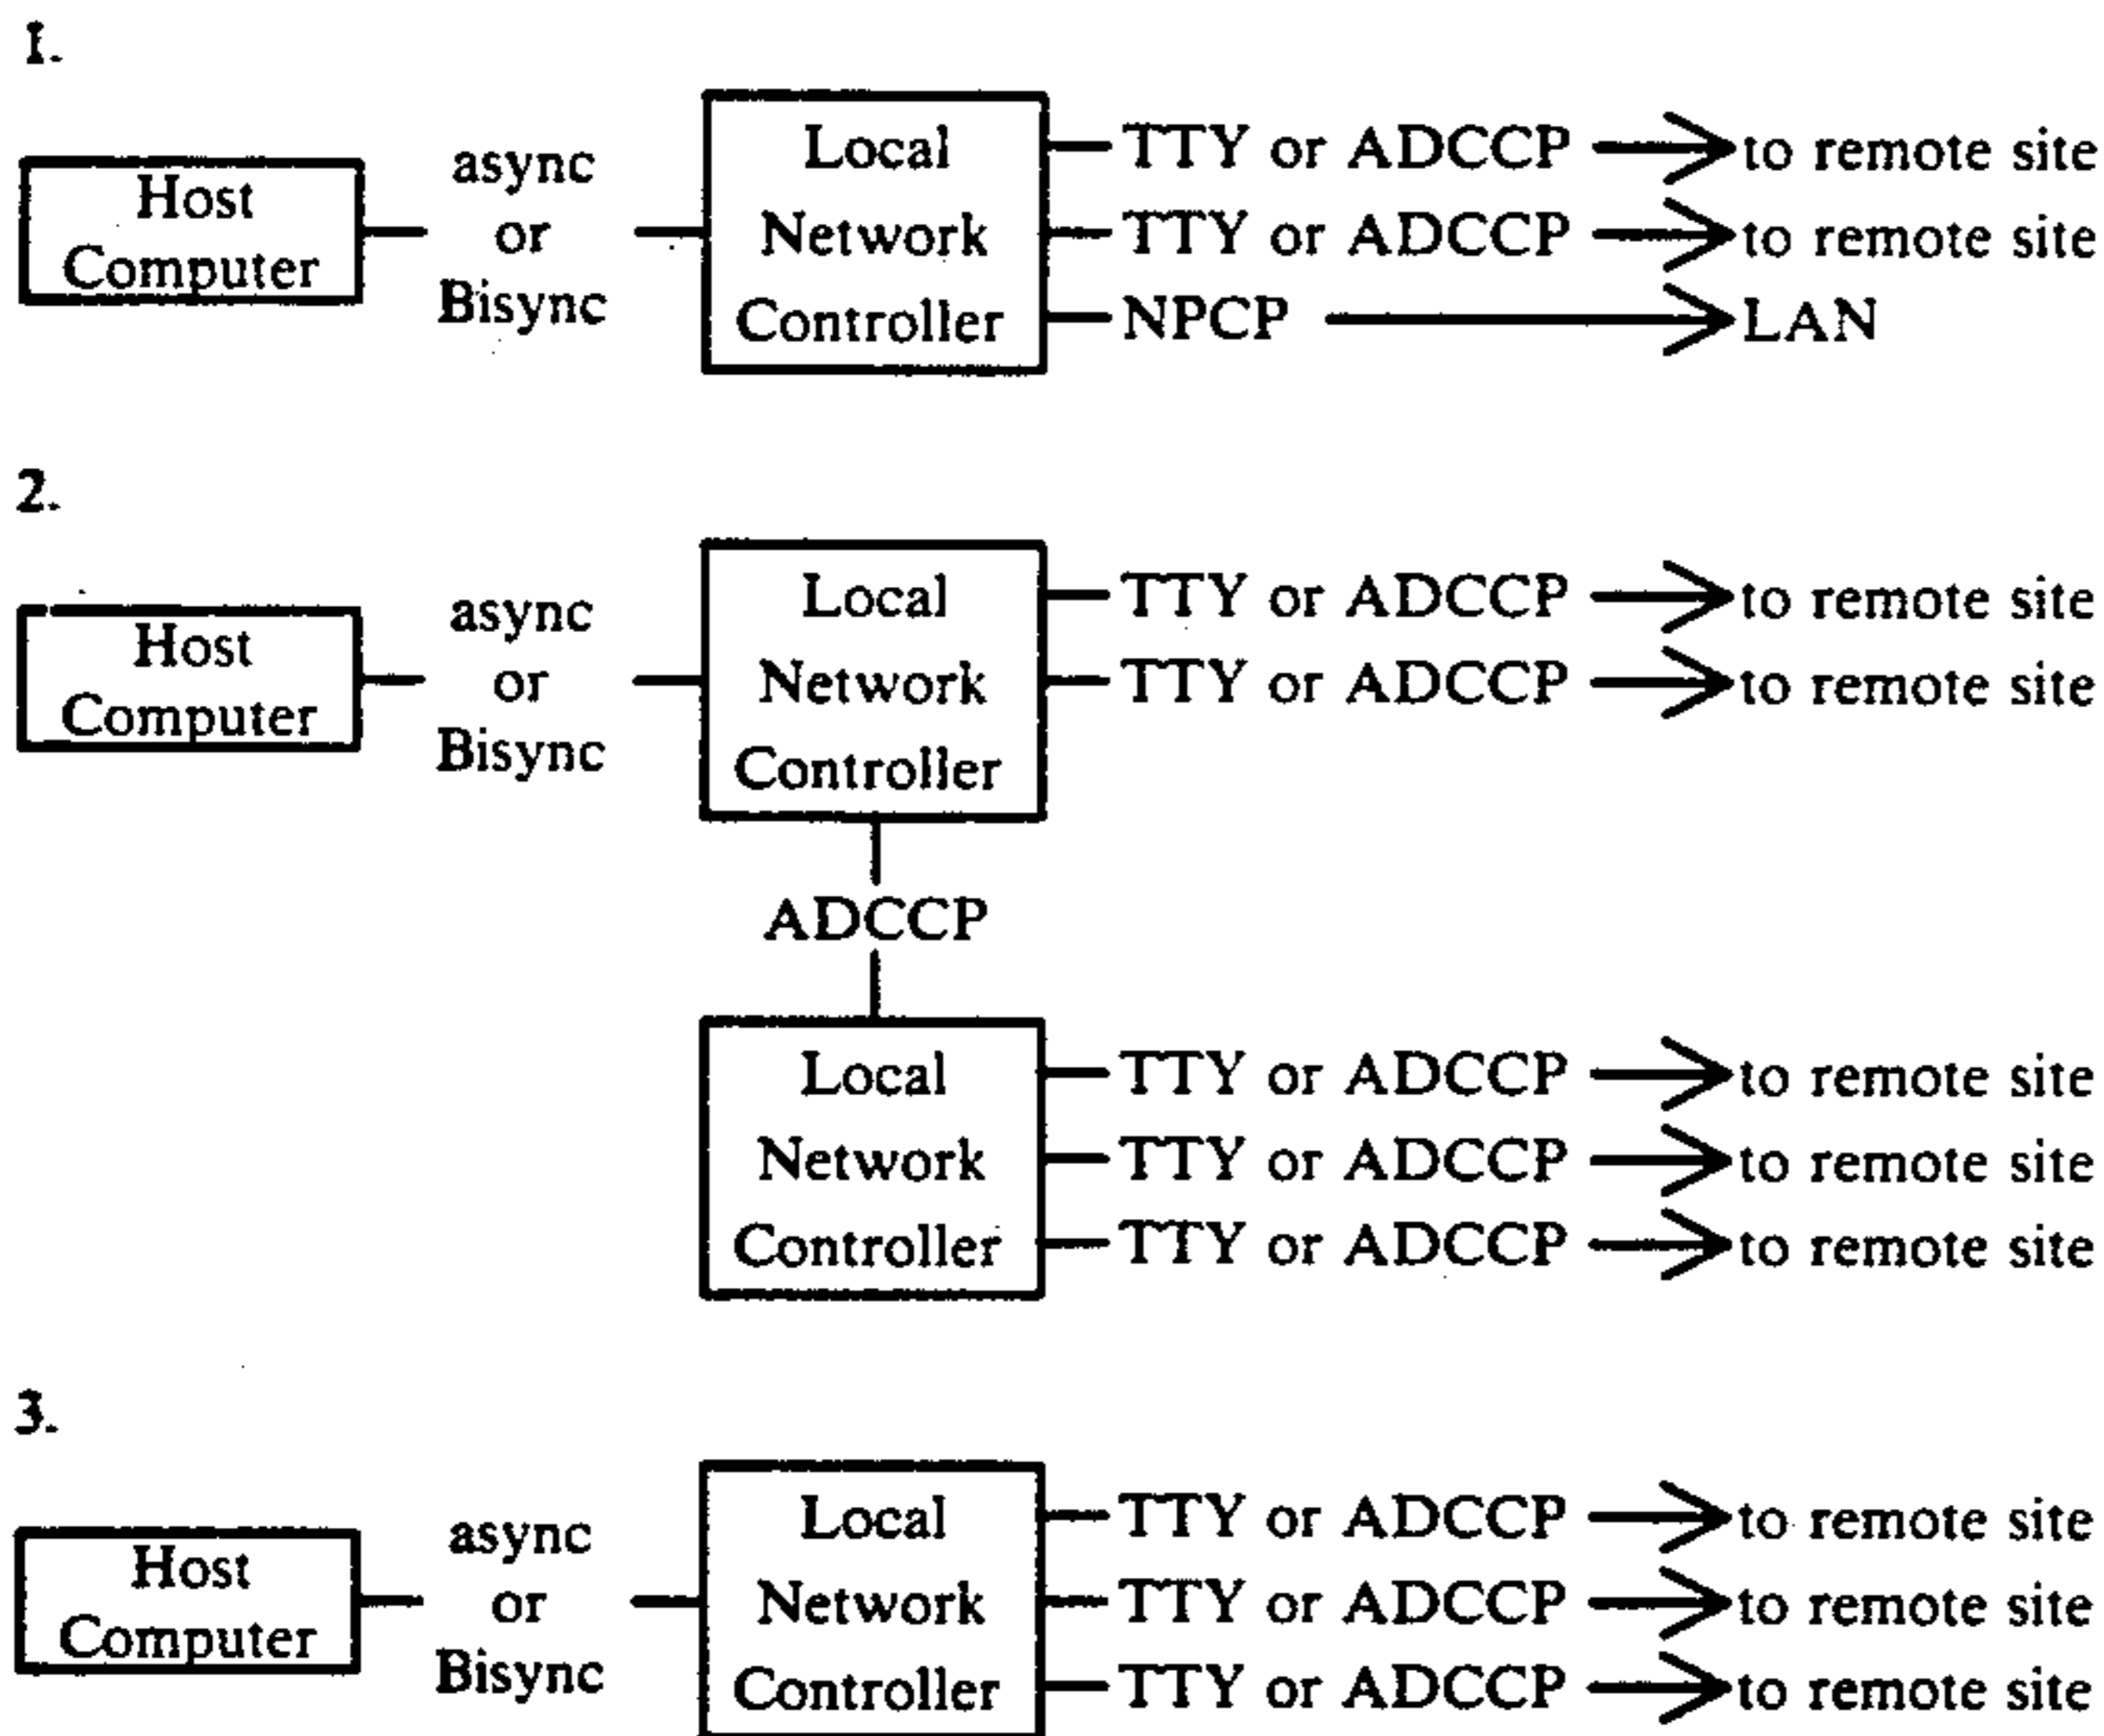 1.
Host
Computer
async
or
Bisync
Local
Network
Controller
TTY or ADCCP to remote site
TTY or ADCCP to remote site
NPCP LAN
2.
Host
Computer
async
or
Bisync
Local
Network
Controller
TTY or ADCCP to remote site
TTY or ADCCP to remote site
ADCCP
Local
Network
Controller
TTY or ADCCP to remote site
TTY or ADCCP to remote site
TTY or ADCCP to remote site
3.
Host
Computer
async
or
Bisync
Local
Network
Controller
TTY or ADCCP to remote site
TTY or ADCCP to remote site
TTY or ADCCP to remote site